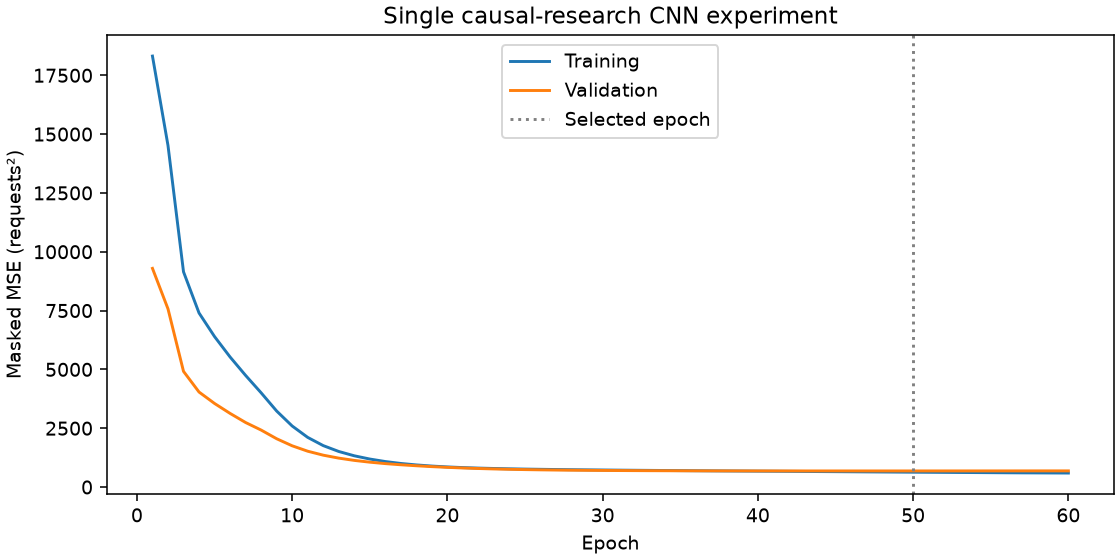 Single causal-research CNN experiment
Masked MSE (requests²)
17500
15000
12500
10000
7500
5000
2500
0
Training
Validation
Selected epoch
0 10 20 30 40 50 60
Epoch